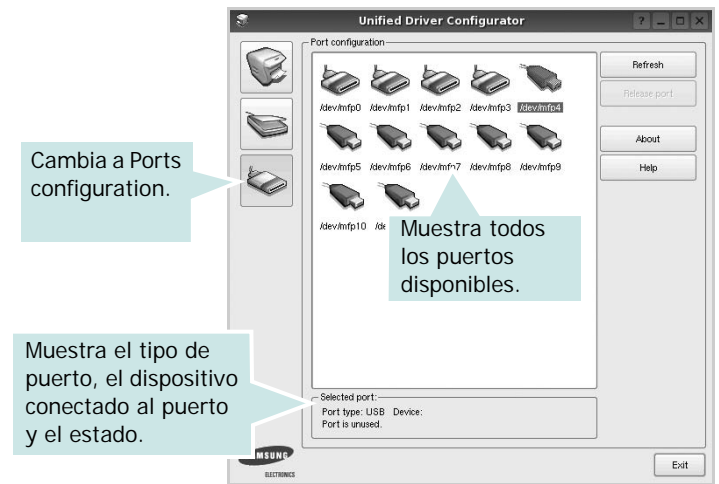 Unified Driver Configurator
Port configuration
/dev/mfp0 /dev/mfp1 /dev/mfp2 /dev/mfp3 /dev/mfp4
/dev/mfp5 /dev/mfp6 /dev/mfp7 /dev/mfp8 /dev/mfp9
/dev/mfp10
Refresh
Release port
About
Help
Cambia a Ports
configuration.
Muestra todos
los puertos
disponibles.
Muestra el tipo de
puerto, el dispositivo
conectado al puerto
y el estado.
Selected port:
Port type: USB Device:
Port is unused.
ELECTRONICS
Exit